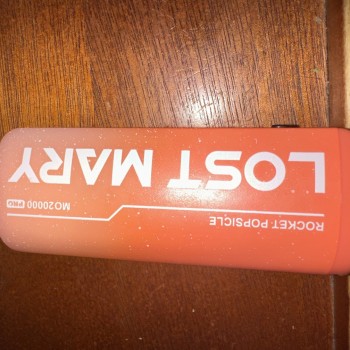 LOST MARY
ROCKET POPSICLE
MO20000 PRO